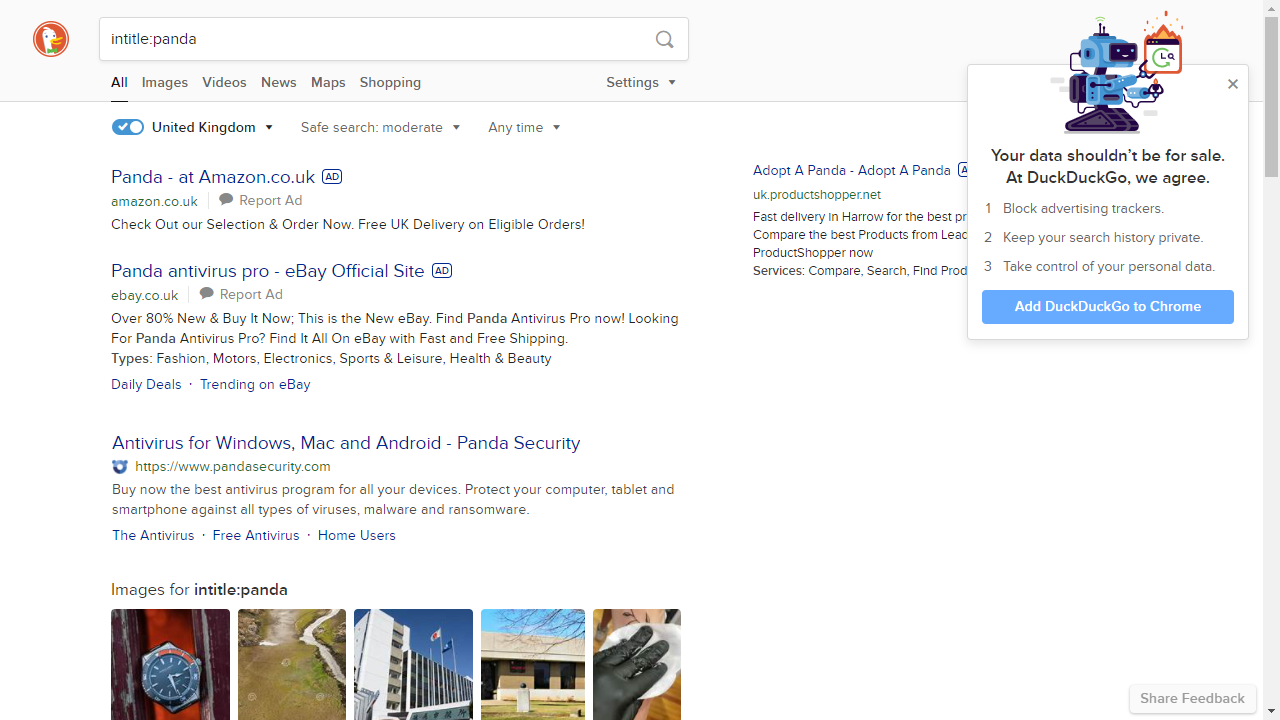 intitle:panda
All Images Videos News Maps Shopping Settings
United Kingdom Safe search: moderate Any time
Panda - at Amazon.co.uk AD
amazon.co.uk Report Ad
Check Out our Selection & Order Now. Free UK Delivery on Eligible Orders!
Panda antivirus pro - eBay Official Site AD
ebay.co.uk Report Ad
Over 80% New & Buy It Now; This is the New eBay. Find Panda Antivirus Pro now! Looking
For Panda Antivirus Pro? Find It All On eBay with Fast and Free Shipping.
Types: Fashion, Motors, Electronics, Sports & Leisure, Health & Beauty
Daily Deals · Trending on eBay
Antivirus for Windows, Mac and Android - Panda Security
https://www.pandasecurity.com
Buy now the best antivirus program for all your devices. Protect your computer, tablet and
smartphone against all types of viruses, malware and ransomware.
The Antivirus · Free Antivirus · Home Users
Images for intitle:panda
Adopt A Panda - Adopt A Panda
uk.productshopper.net
Fast delivery in Harrow for the best pr
Compare the best Products from Lead
ProductShopper now
Services: Compare, Search, Find Prod
Your data shouldn't be for sale.
At DuckDuckGo, we agree.
1 Block advertising trackers.
2 Keep your search history private.
3 Take control of your personal data.
Add DuckDuckGo to Chrome
Share Feedback